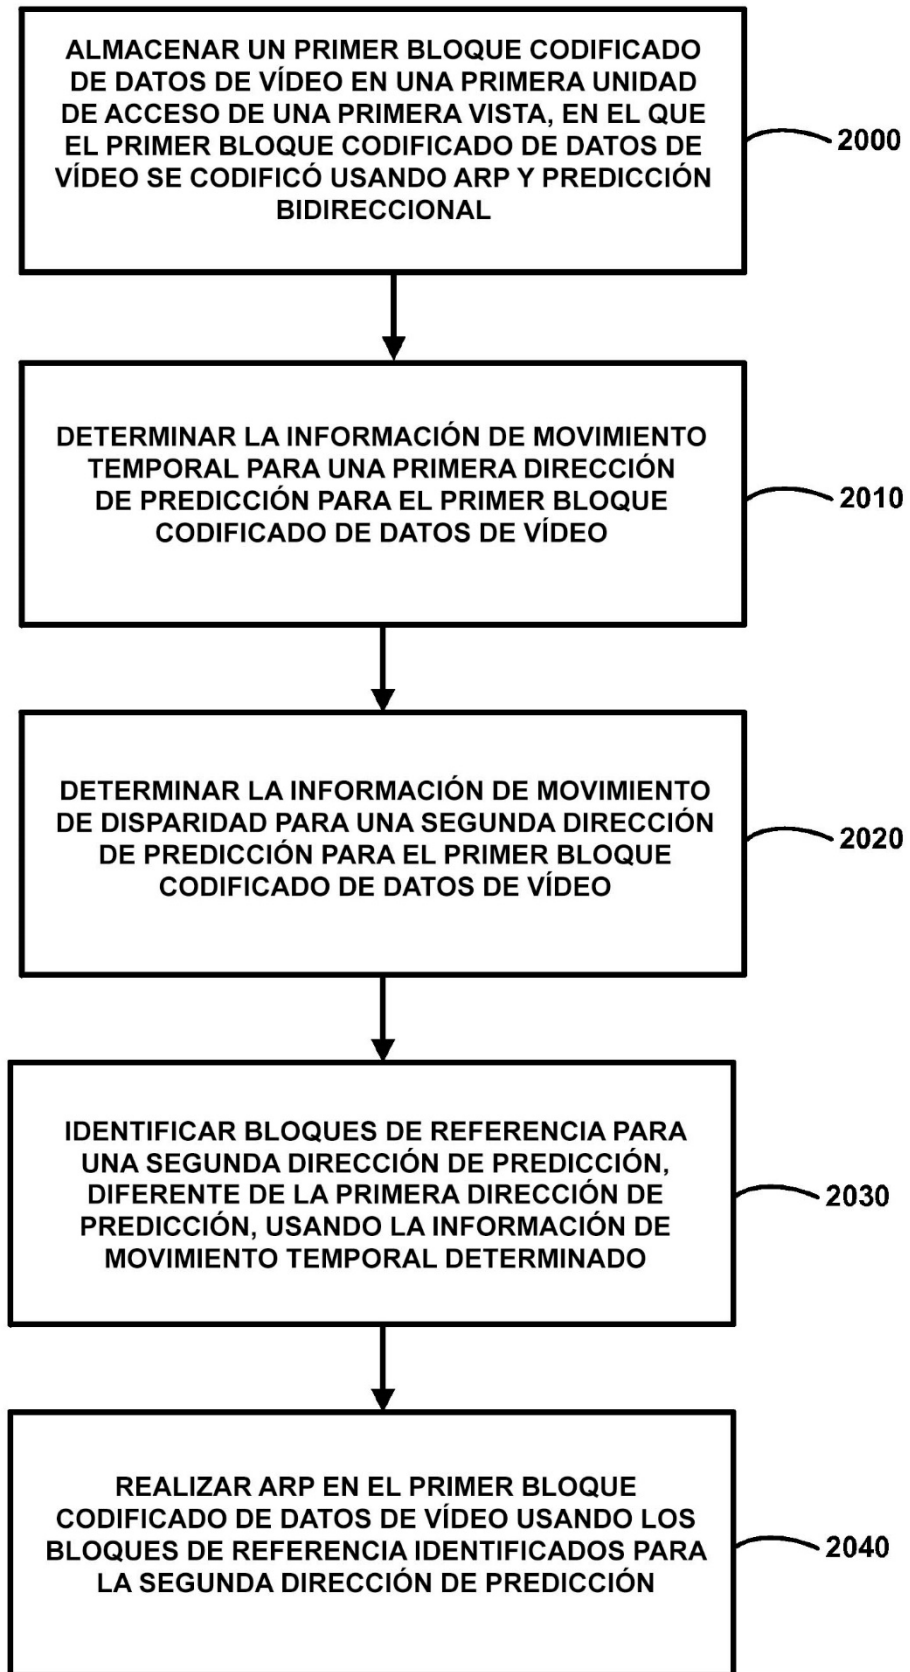 ALMACENAR UN PRIMER BLOQUE CODIFICADO
DE DATOS DE VÍDEO EN UNA PRIMERA UNIDAD
DE ACCESO DE UNA PRIMERA VISTA, EN EL QUE
EL PRIMER BLOQUE CODIFICADO DE DATOS DE
VÍDEO SE CODIFICÓ USANDO ARP Y PREDICCIÓN
BIDIRECCIONAL
2000
DETERMINAR LA INFORMACIÓN DE MOVIMIENTO
TEMPORAL PARA UNA PRIMERA DIRECCIÓN
DE PREDICCIÓN PARA EL PRIMER BLOQUE
CODIFICADO DE DATOS DE VÍDEO
2010
DETERMINAR LA INFORMACIÓN DE MOVIMIENTO
DE DISPARIDAD PARA UNA SEGUNDA DIRECCIÓN
DE PREDICCIÓN PARA EL PRIMER BLOQUE
CODIFICADO DE DATOS DE VÍDEO
2020
IDENTIFICAR BLOQUES DE REFERENCIA PARA
UNA SEGUNDA DIRECCIÓN DE PREDICCIÓN,
DIFERENTE DE LA PRIMERA DIRECCIÓN DE
PREDICCIÓN, USANDO LA INFORMACIÓN DE
MOVIMIENTO TEMPORAL DETERMINADO
2030
REALIZAR ARP EN EL PRIMER BLOQUE
CODIFICADO DE DATOS DE VÍDEO USANDO LOS
BLOQUES DE REFERENCIA IDENTIFICADOS PARA
LA SEGUNDA DIRECCIÓN DE PREDICCIÓN
2040